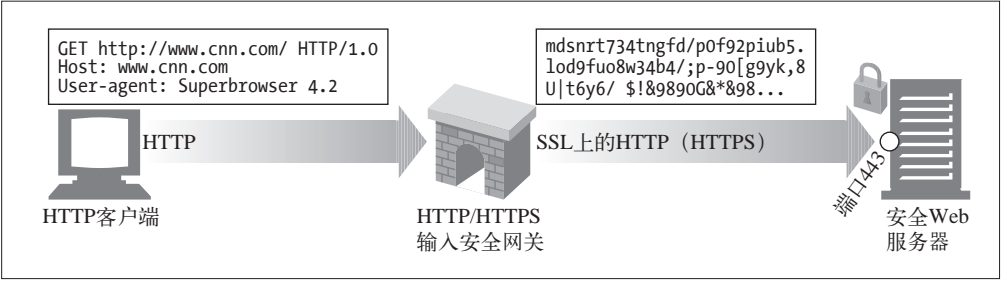 GET http://www.cnn.com/ HTTP/1.0
Host: www.cnn.com
User-agent: Superbrowser 4.2
mdsnrt734tngfd/pOf92piub5.
lod9fuo8w34b4/;p-90[g9yk,8
U|t6y6/ $!&9890G&*&98...
HTTP
SSL上的HTTP（HTTPS）
端口443
HTTP客户端
HTTP/HTTPS
输入安全网关
安全Web
服务器